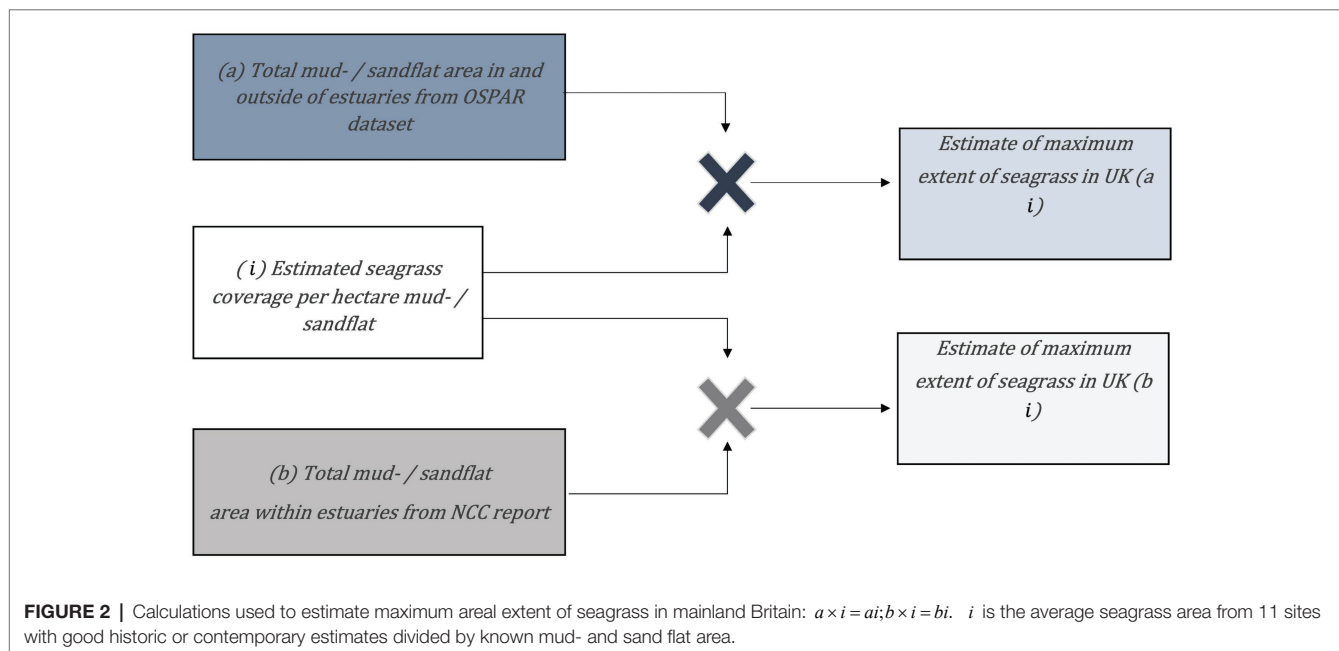 (a) Total mud- / sandflat area in and
outside of estuaries from OSPAR
dataset
Estimate of maximum
extent of seagrass in UK (a
i)
(i) Estimated seagrass
coverage per hectare mud- /
sandflat
Estimate of maximum
extent of seagrass in UK (b
i)
(b) Total mud- / sandflat
area within estuaries from NCC report
FIGURE 2 | Calculations used to estimate maximum areal extent of seagrass in mainland Britain: a × i = ai; b × i = bi. i is the average seagrass area from 11 sites
with good historic or contemporary estimates divided by known mud- and sand flat area.